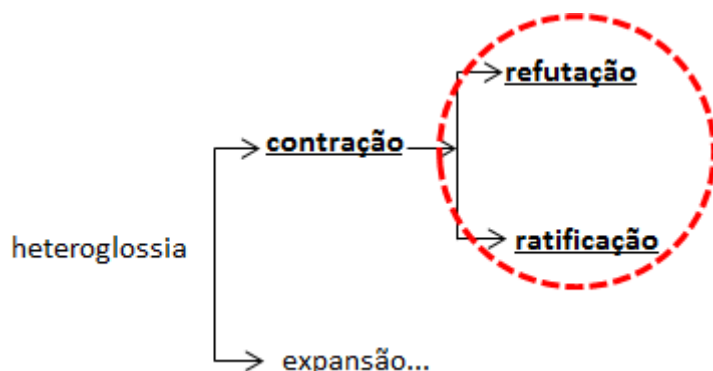 refutação
contração
ratificação
heteroglossia
expansão...